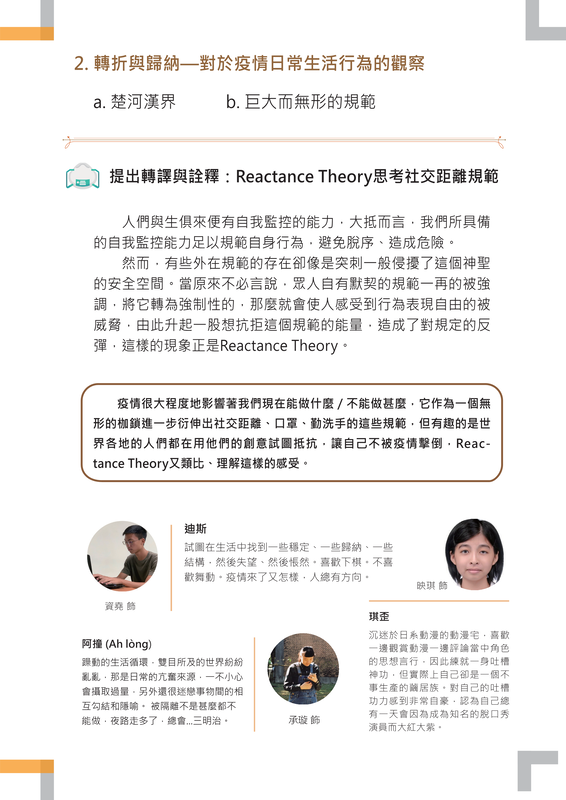 2. 轉折與歸納—對於疫情日常生活行為的觀察
a. 楚河漢界 b. 巨大而無形的規範
提出轉譯與詮釋：Reactance Theory思考社交距離規範
人們與生俱來便有自我監控的能力，大抵而言，我們所具備
的自我監控能力足以規範自身行為，避免脫序、造成危險。
然而，有些外在規範的存在卻像是突刺一般侵擾了這個神聖
的安全空間。當原來不必言說，眾人自有默契的規範一再的被強
調，將它轉為強制性的，那麼就會使人感受到行為表現自由的被
威脅，由此升起一股想抗拒這個規範的能量，造成了對規定的反
彈，這樣的現象正是Reactance Theory。
疫情很大程度地影響著我們現在能做什麼 / 不能做甚麼，它作為一個無
形的枷鎖進一步衍伸出社交距離、口罩、勤洗手的這些規範，但有趣的是世
界各地的人們都在用他們的創意試圖抵抗，讓自己不被疫情擊倒，Reac-
tance Theory又類比、理解這樣的感受。
迪斯
試圖在生活中找到一些穩定、一些歸納、一些
結構，然後失望、然後悵然。喜歡下棋。不喜
歡舞動。疫情來了又怎樣，人總有方向。
資堯 飾
映琪 飾
琪歪
沉迷於日系動漫的動漫宅，喜歡
一邊觀賞動漫一邊評論當中角色
的思想言行，因此練就一身吐槽
神功，但實際上自己卻是一個不
事生產的繭居族。對自己的吐槽
功力感到非常自豪，認為自己總
有一天會因為成為知名的脫口秀
演員而大紅大紫。
阿撞 (Ah lòng)
躁動的生活循環，雙目所及的世界紛紛
亂亂，那是日常的亢奮來源，一不小心
會攝取過量，另外還很迷戀事物間的相
互勾結和隱喻。 被隔離不是甚麼都不
能做，夜路走多了，總會...三明治。
承璇 飾